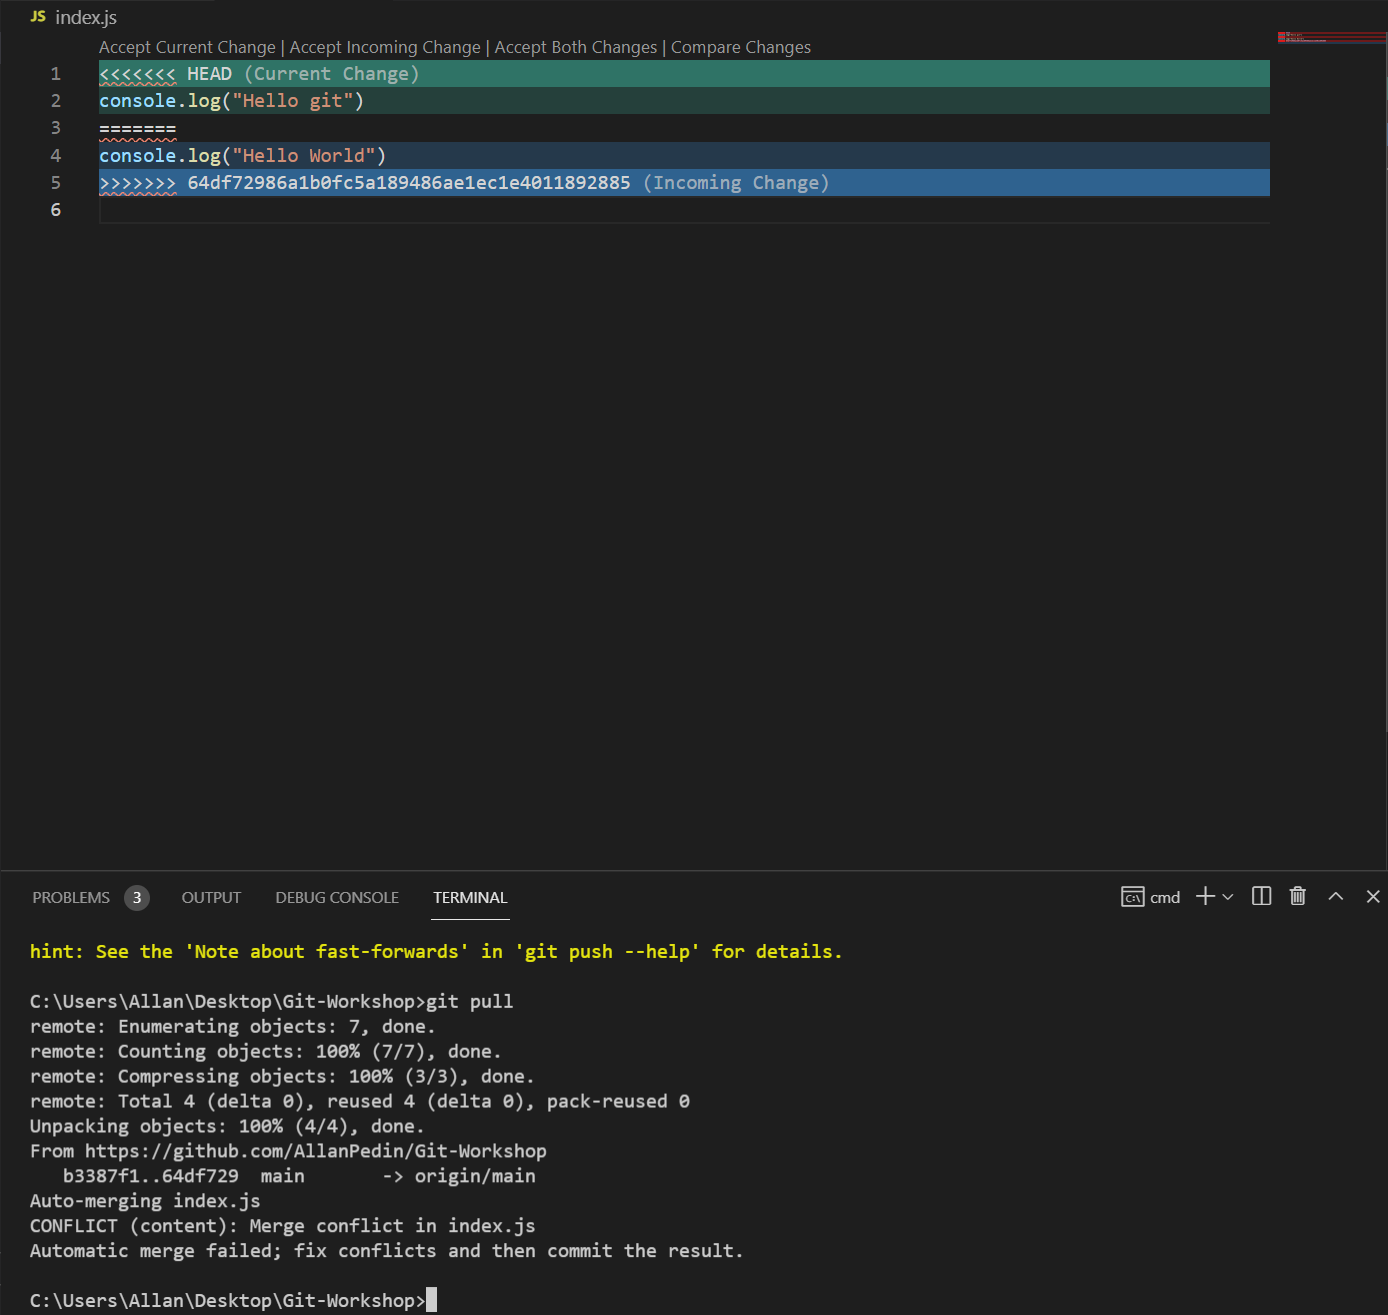 JS index.js
Accept Current Change | Accept Incoming Change | Accept Both Changes | Compare Changes
1 <<<<<<< HEAD (Current Change)
2 console.log("Hello git")
3 =======
4 console.log("Hello World")
5 >>>>>>> 64df72986a1b0fc5a189486ae1ec1e4011892885 (Incoming Change)
6
PROBLEMS 3 OUTPUT DEBUG CONSOLE TERMINAL cmd
hint: See the 'Note about fast-forwards' in 'git push --help' for details.
C:\Users\Allan\Desktop\Git-Workshop>git pull
remote: Enumerating objects: 7, done.
remote: Counting objects: 100% (7/7), done.
remote: Compressing objects: 100% (3/3), done.
remote: Total 4 (delta 0), reused 4 (delta 0), pack-reused 0
Unpacking objects: 100% (4/4), done.
From https://github.com/AllanPedin/Git-Workshop
   b3387f1..64df729  main       -> origin/main
Auto-merging index.js
CONFLICT (content): Merge conflict in index.js
Automatic merge failed; fix conflicts and then commit the result.
C:\Users\Allan\Desktop\Git-Workshop>